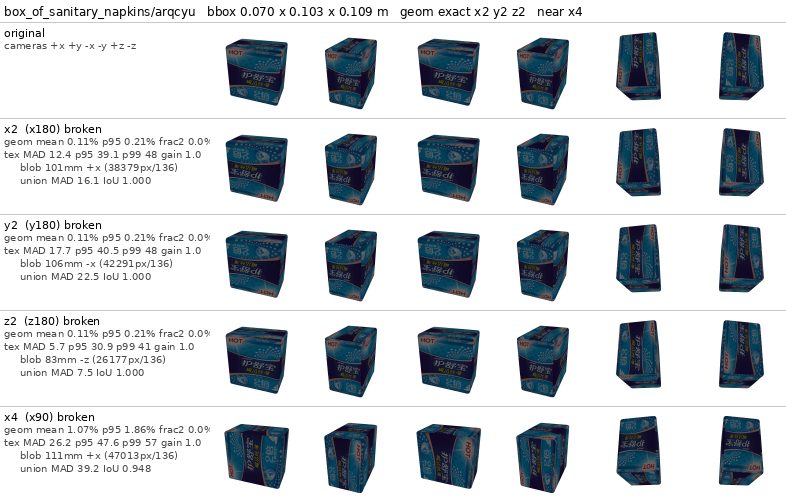 box_of_sanitary_napkins/arqcyu   bbox 0.070 x 0.103 x 0.109 m   geom exact x2 y2 z2   near x4
original
cameras +x +y -x -y +z -z
HOT
护舒宝
x2  (x180) broken
geom mean 0.11% p95 0.21% frac2 0.0%
tex MAD 12.4 p95 39.1 p99 48 gain 1.0
blob 101mm +x (38379px/136)
union MAD 16.1 IoU 1.000
y2  (y180) broken
geom mean 0.11% p95 0.21% frac2 0.0%
tex MAD 17.7 p95 40.5 p99 48 gain 1.0
blob 106mm -x (42291px/136)
union MAD 22.5 IoU 1.000
z2  (z180) broken
geom mean 0.11% p95 0.21% frac2 0.0%
tex MAD 5.7 p95 30.9 p99 41 gain 1.0
blob 83mm -z (26177px/136)
union MAD 7.5 IoU 1.000
x4  (x90) broken
geom mean 1.07% p95 1.86% frac2 0.0%
tex MAD 26.2 p95 47.6 p99 57 gain 1.0
blob 111mm +x (47013px/136)
union MAD 39.2 IoU 0.948